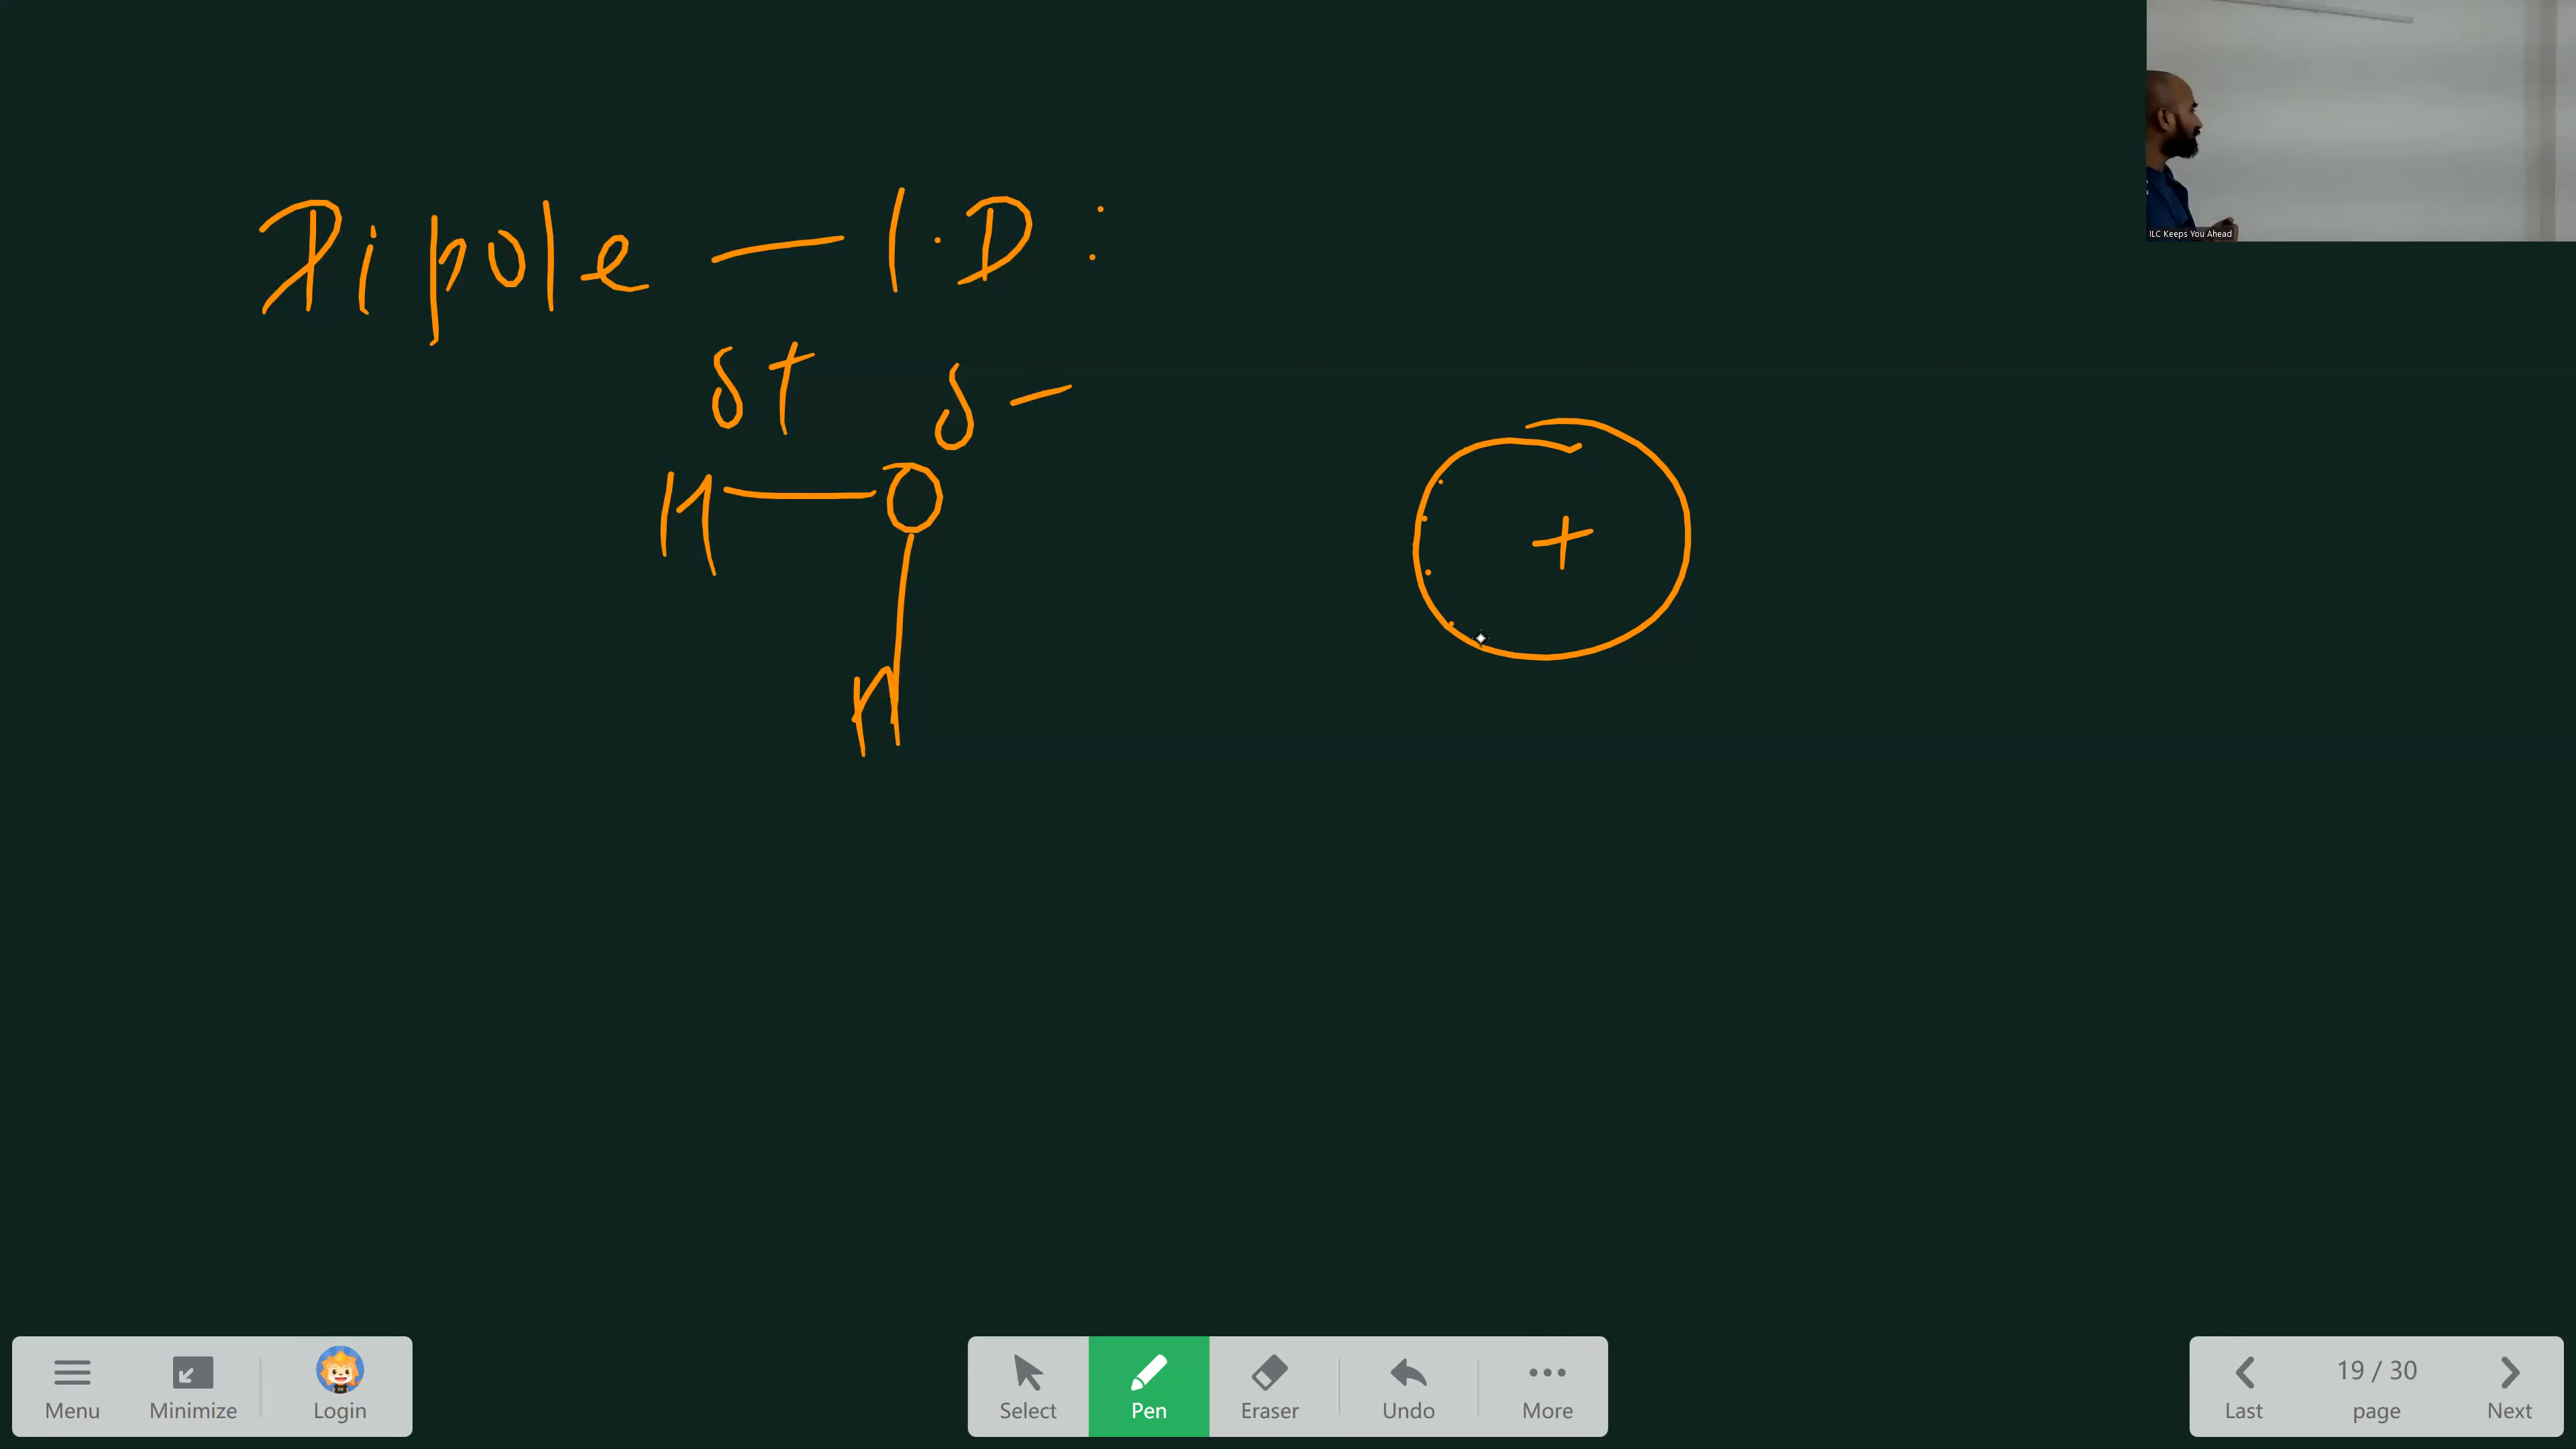 Dipole — I.D :
δ+ δ-
H—O
H
+
ILC Keeps You Ahead
Menu Minimize Login
Select Pen Eraser Undo More
19 / 30
Last page Next